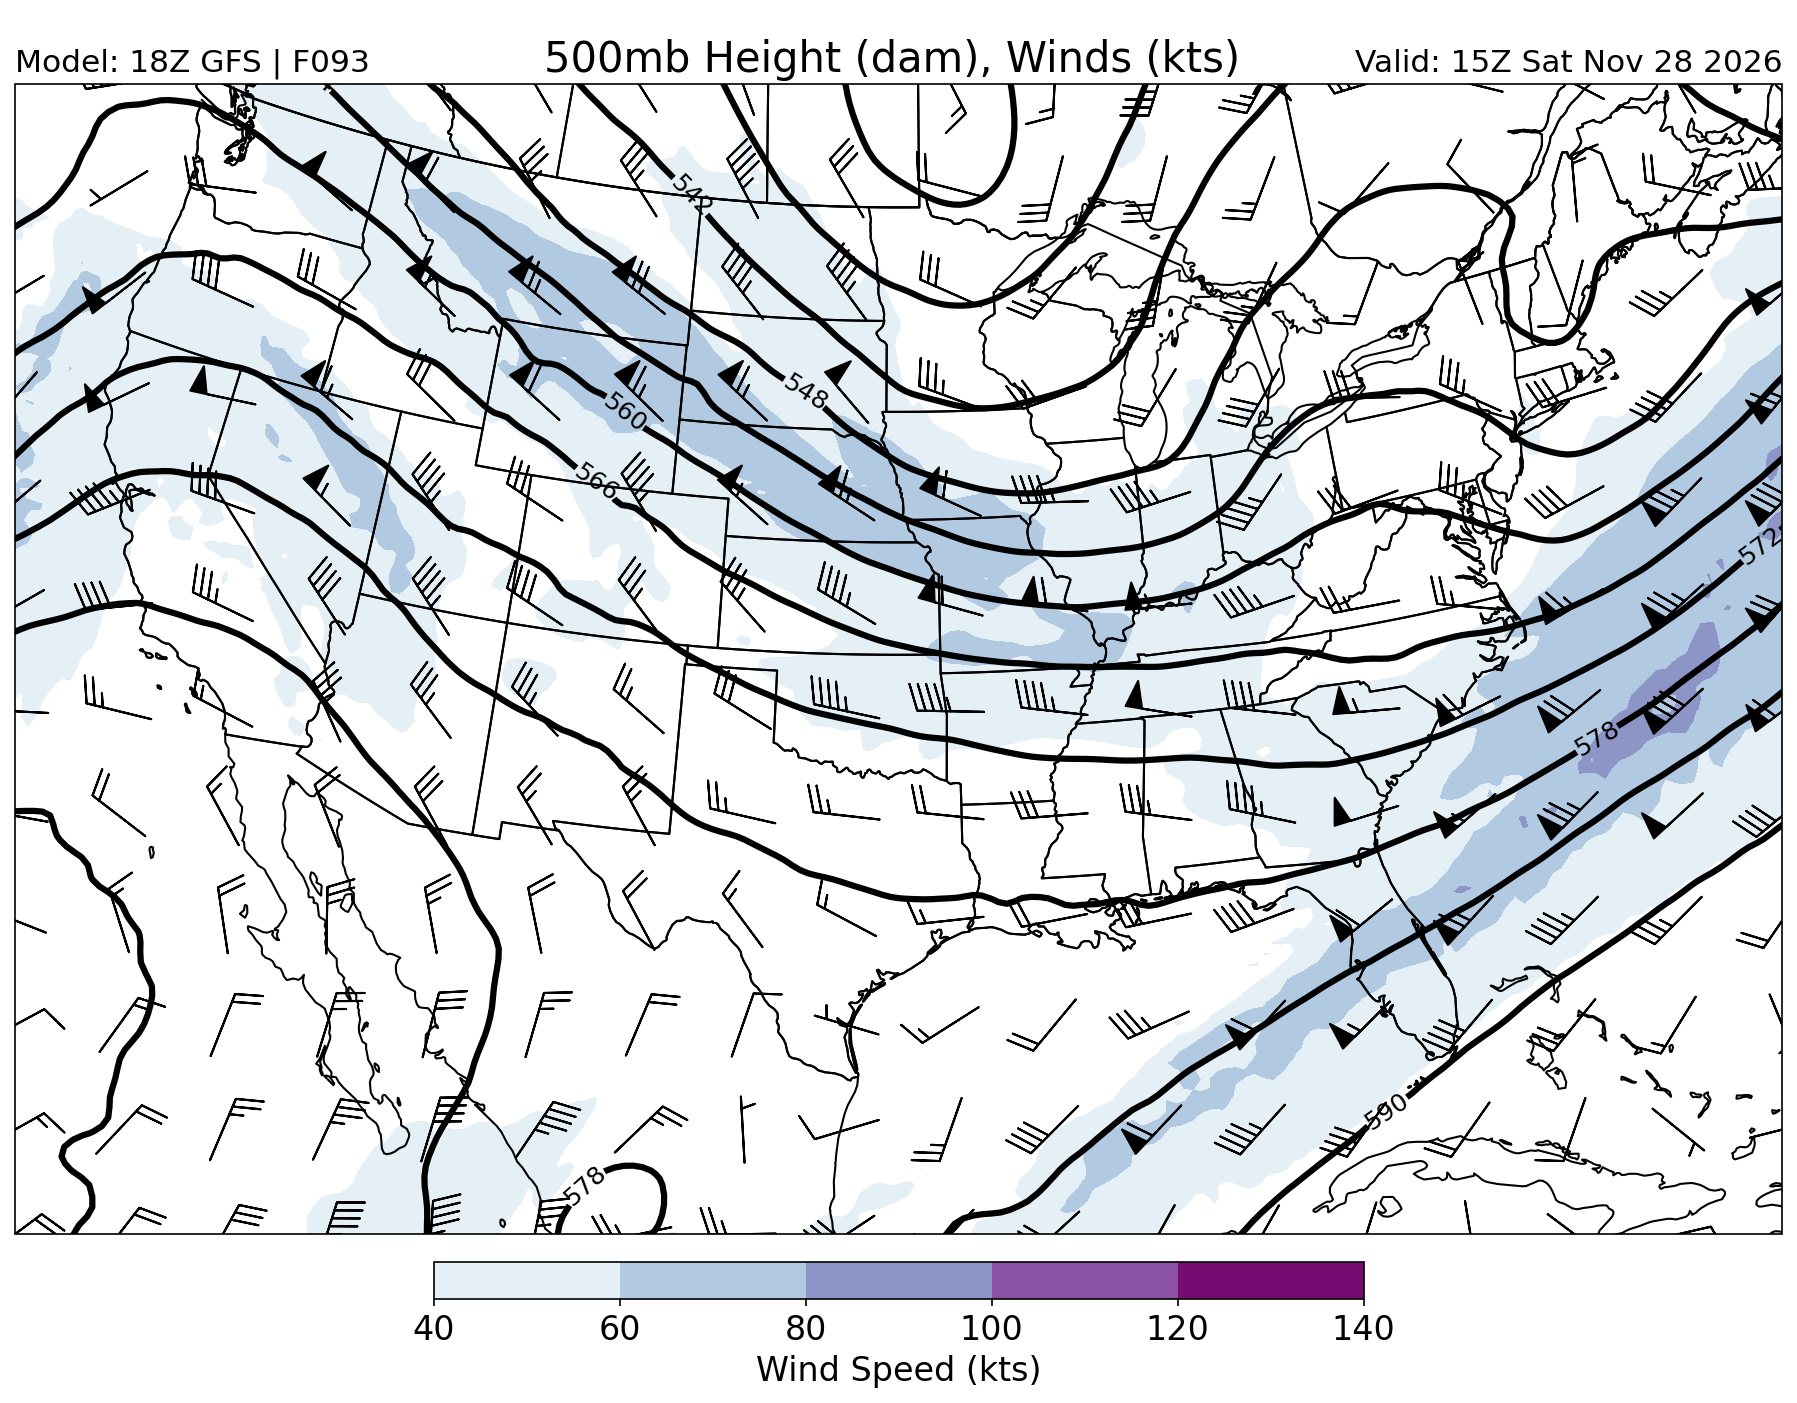 Model: 18Z GFS | F093
500mb Height (dam), Winds (kts)
Valid: 15Z Sat Nov 28 2026
542
548
560
566
572
578
590
578
40 60 80 100 120 140
Wind Speed (kts)